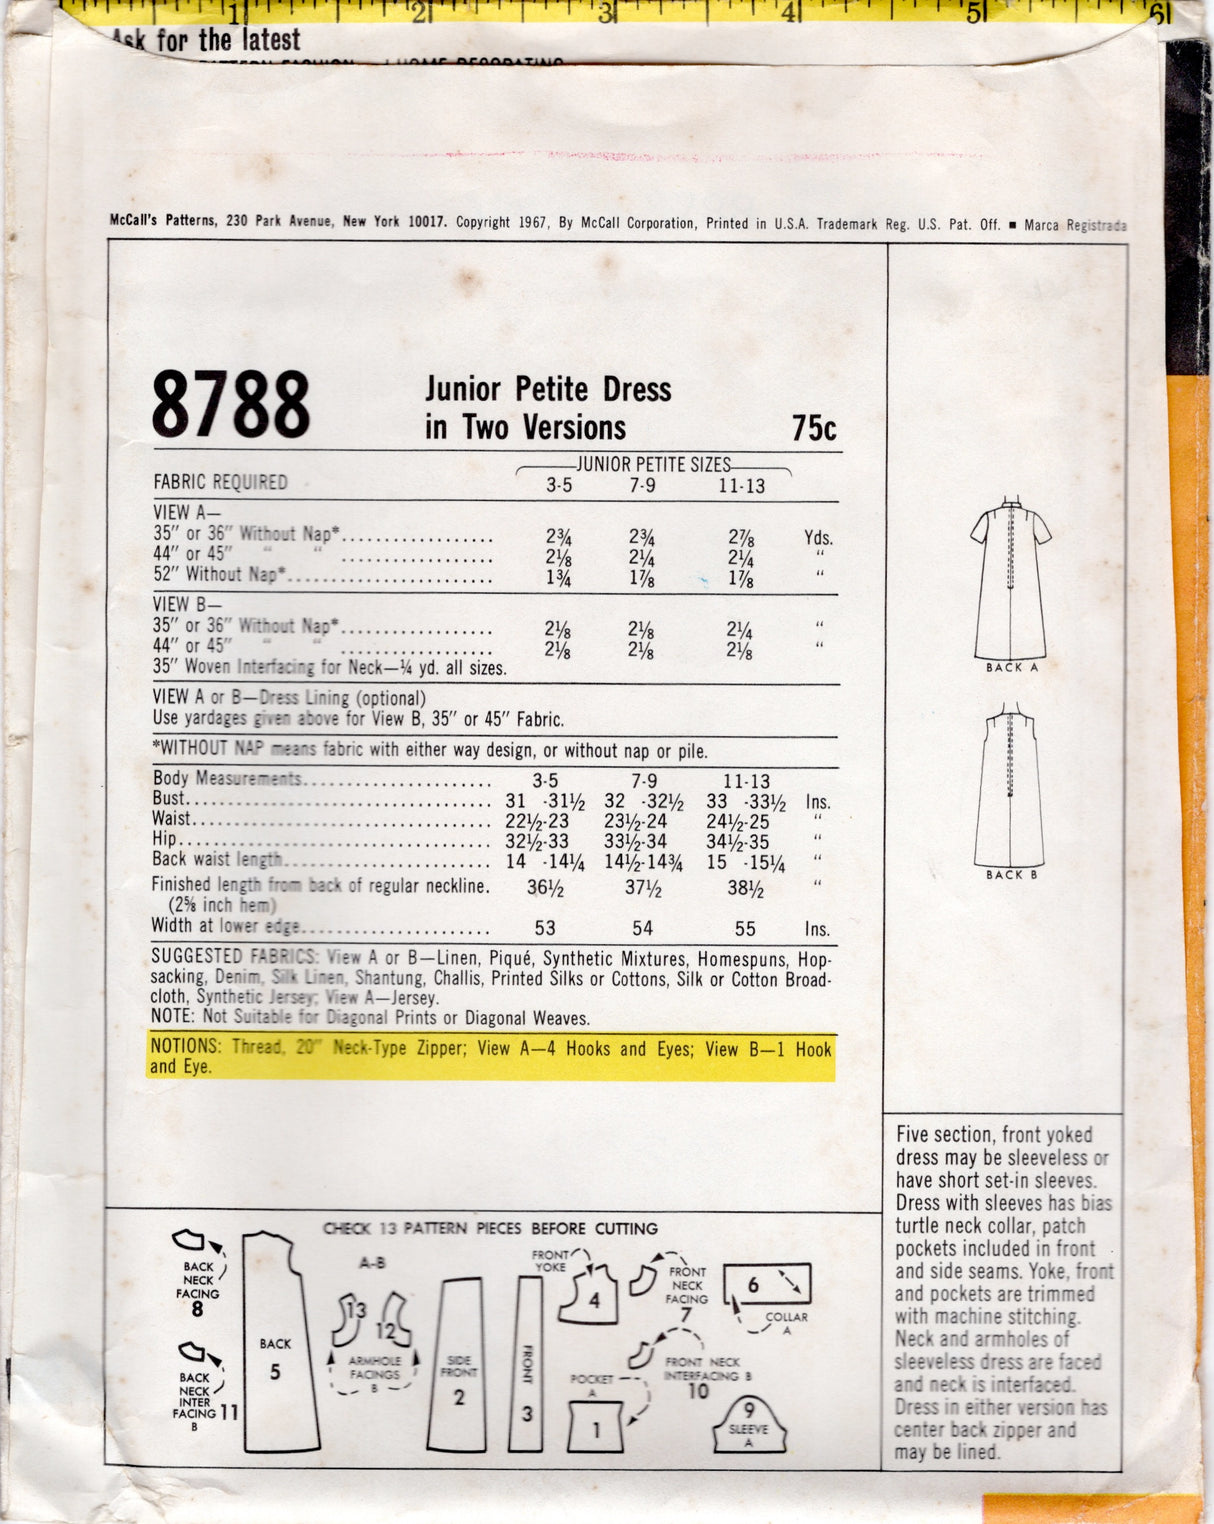 1 2 3 4 5 6
Ask for the latest
PATTERN FASHION HOME DECORATING
McCall's Patterns, 230 Park Avenue, New York 10017. Copyright 1967, By McCall Corporation, Printed in U.S.A. Trademark Reg. U.S. Pat. Off. ■ Marca Registrada
8788
Junior Petite Dress
in Two Versions 75c
JUNIOR PETITE SIZES
FABRIC REQUIRED 3-5 7-9 11-13
VIEW A—
35" or 36" Without Nap*.................. 2¾ 2¾ 2⅞ Yds.
44" or 45" " " .................. 2⅛ 2¼ 2¼ "
52" Without Nap*........................ 1¾ 1⅞ 1⅞ "
VIEW B—
35" or 36" Without Nap*.................. 2⅛ 2⅛ 2¼ "
44" or 45" " " .................. 2⅛ 2⅛ 2⅛ "
35" Woven Interfacing for Neck—¼ yd. all sizes.
VIEW A or B—Dress Lining (optional)
Use yardages given above for View B, 35" or 45" Fabric.
*WITHOUT NAP means fabric with either way design, or without nap or pile.
Body Measurements...................... 3-5 7-9 11-13
Bust................................... 31 -31½ 32 -32½ 33 -33½ Ins.
Waist.................................. 22½-23 23½-24 24½-25 "
Hip.................................... 32½-33 33½-34 34½-35 "
Back waist length........................ 14 -14¼ 14½-14¾ 15 -15¼ "
Finished length from back of regular neckline. 36½ 37½ 38½ "
(2⅝ inch hem)
Width at lower edge...................... 53 54 55 Ins.
SUGGESTED FABRICS: View A or B—Linen, Piqué, Synthetic Mixtures, Homespuns, Hop-
sacking, Denim, Silk Linen, Shantung, Challis, Printed Silks or Cottons, Silk or Cotton Broad-
cloth, Synthetic Jersey; View A—Jersey.
NOTE: Not Suitable for Diagonal Prints or Diagonal Weaves.
NOTIONS: Thread, 20" Neck-Type Zipper; View A—4 Hooks and Eyes; View B—1 Hook
and Eye.
BACK A
BACK B
Five section, front yoked
dress may be sleeveless or
have short set-in sleeves.
Dress with sleeves has bias
turtle neck collar, patch
pockets included in front
and side seams. Yoke, front
and pockets are trimmed
with machine stitching.
Neck and armholes of
sleeveless dress are faced
and neck is interfaced.
Dress in either version has
center back zipper and
may be lined.
CHECK 13 PATTERN PIECES BEFORE CUTTING
A-B
BACK
NECK
FACING
8
BACK
NECK
INTER
FACING 11
B
BACK
5
13 12
ARMHOLE
FACINGS
B
SIDE
FRONT
2
FRONT
3
FRONT
YOKE
4
FRONT
NECK
FACING
7
6
COLLAR
A
FRONT NECK
INTERFACING B
10
POCKET
A
1
9
SLEEVE
A